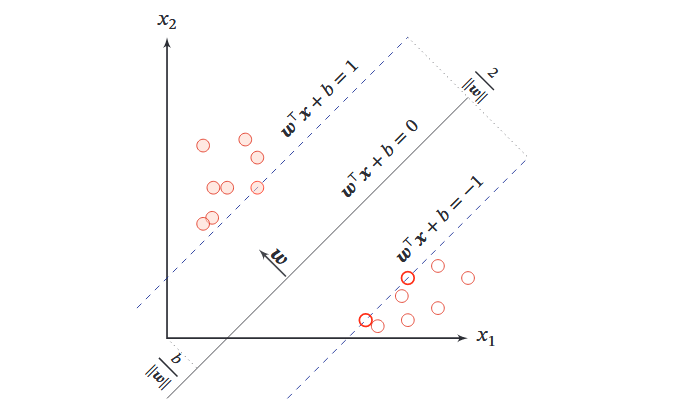 x₂
𝒘ᵀ𝒙 + b = 1
2
‖𝒘‖
𝒘ᵀ𝒙 + b = 0
𝒘ᵀ𝒙 + b = −1
𝒘
x₁
b
‖𝒘‖